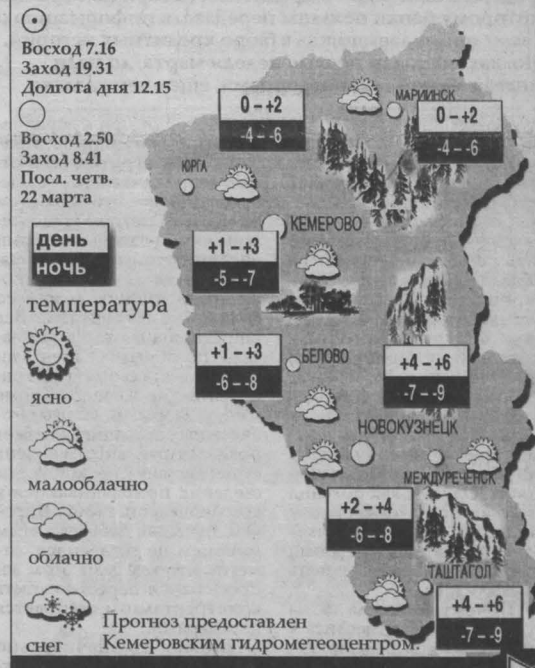 Восход 7.16
Заход 19.31
Долгота дня 12.15
Восход 2.50
Заход 8.41
Посл. четв.
22 марта
день
ночь
температура
ясно
малооблачно
облачно
снег
Прогноз предоставлен
Кемеровским гидрометеоцентром.
МАРИИНСК
0 – +2
-4 – -6
0 – +2
-4 – -6
ЮРГА
КЕМЕРОВО
+1 – +3
-5 – -7
+1 – +3
-6 – -8
БЕЛОВО
+4 – +6
-7 – -9
НОВОКУЗНЕЦК
МЕЖДУРЕЧЕНСК
+2 – +4
-6 – -8
ТАШТАГОЛ
+4 – +6
-7 – -9